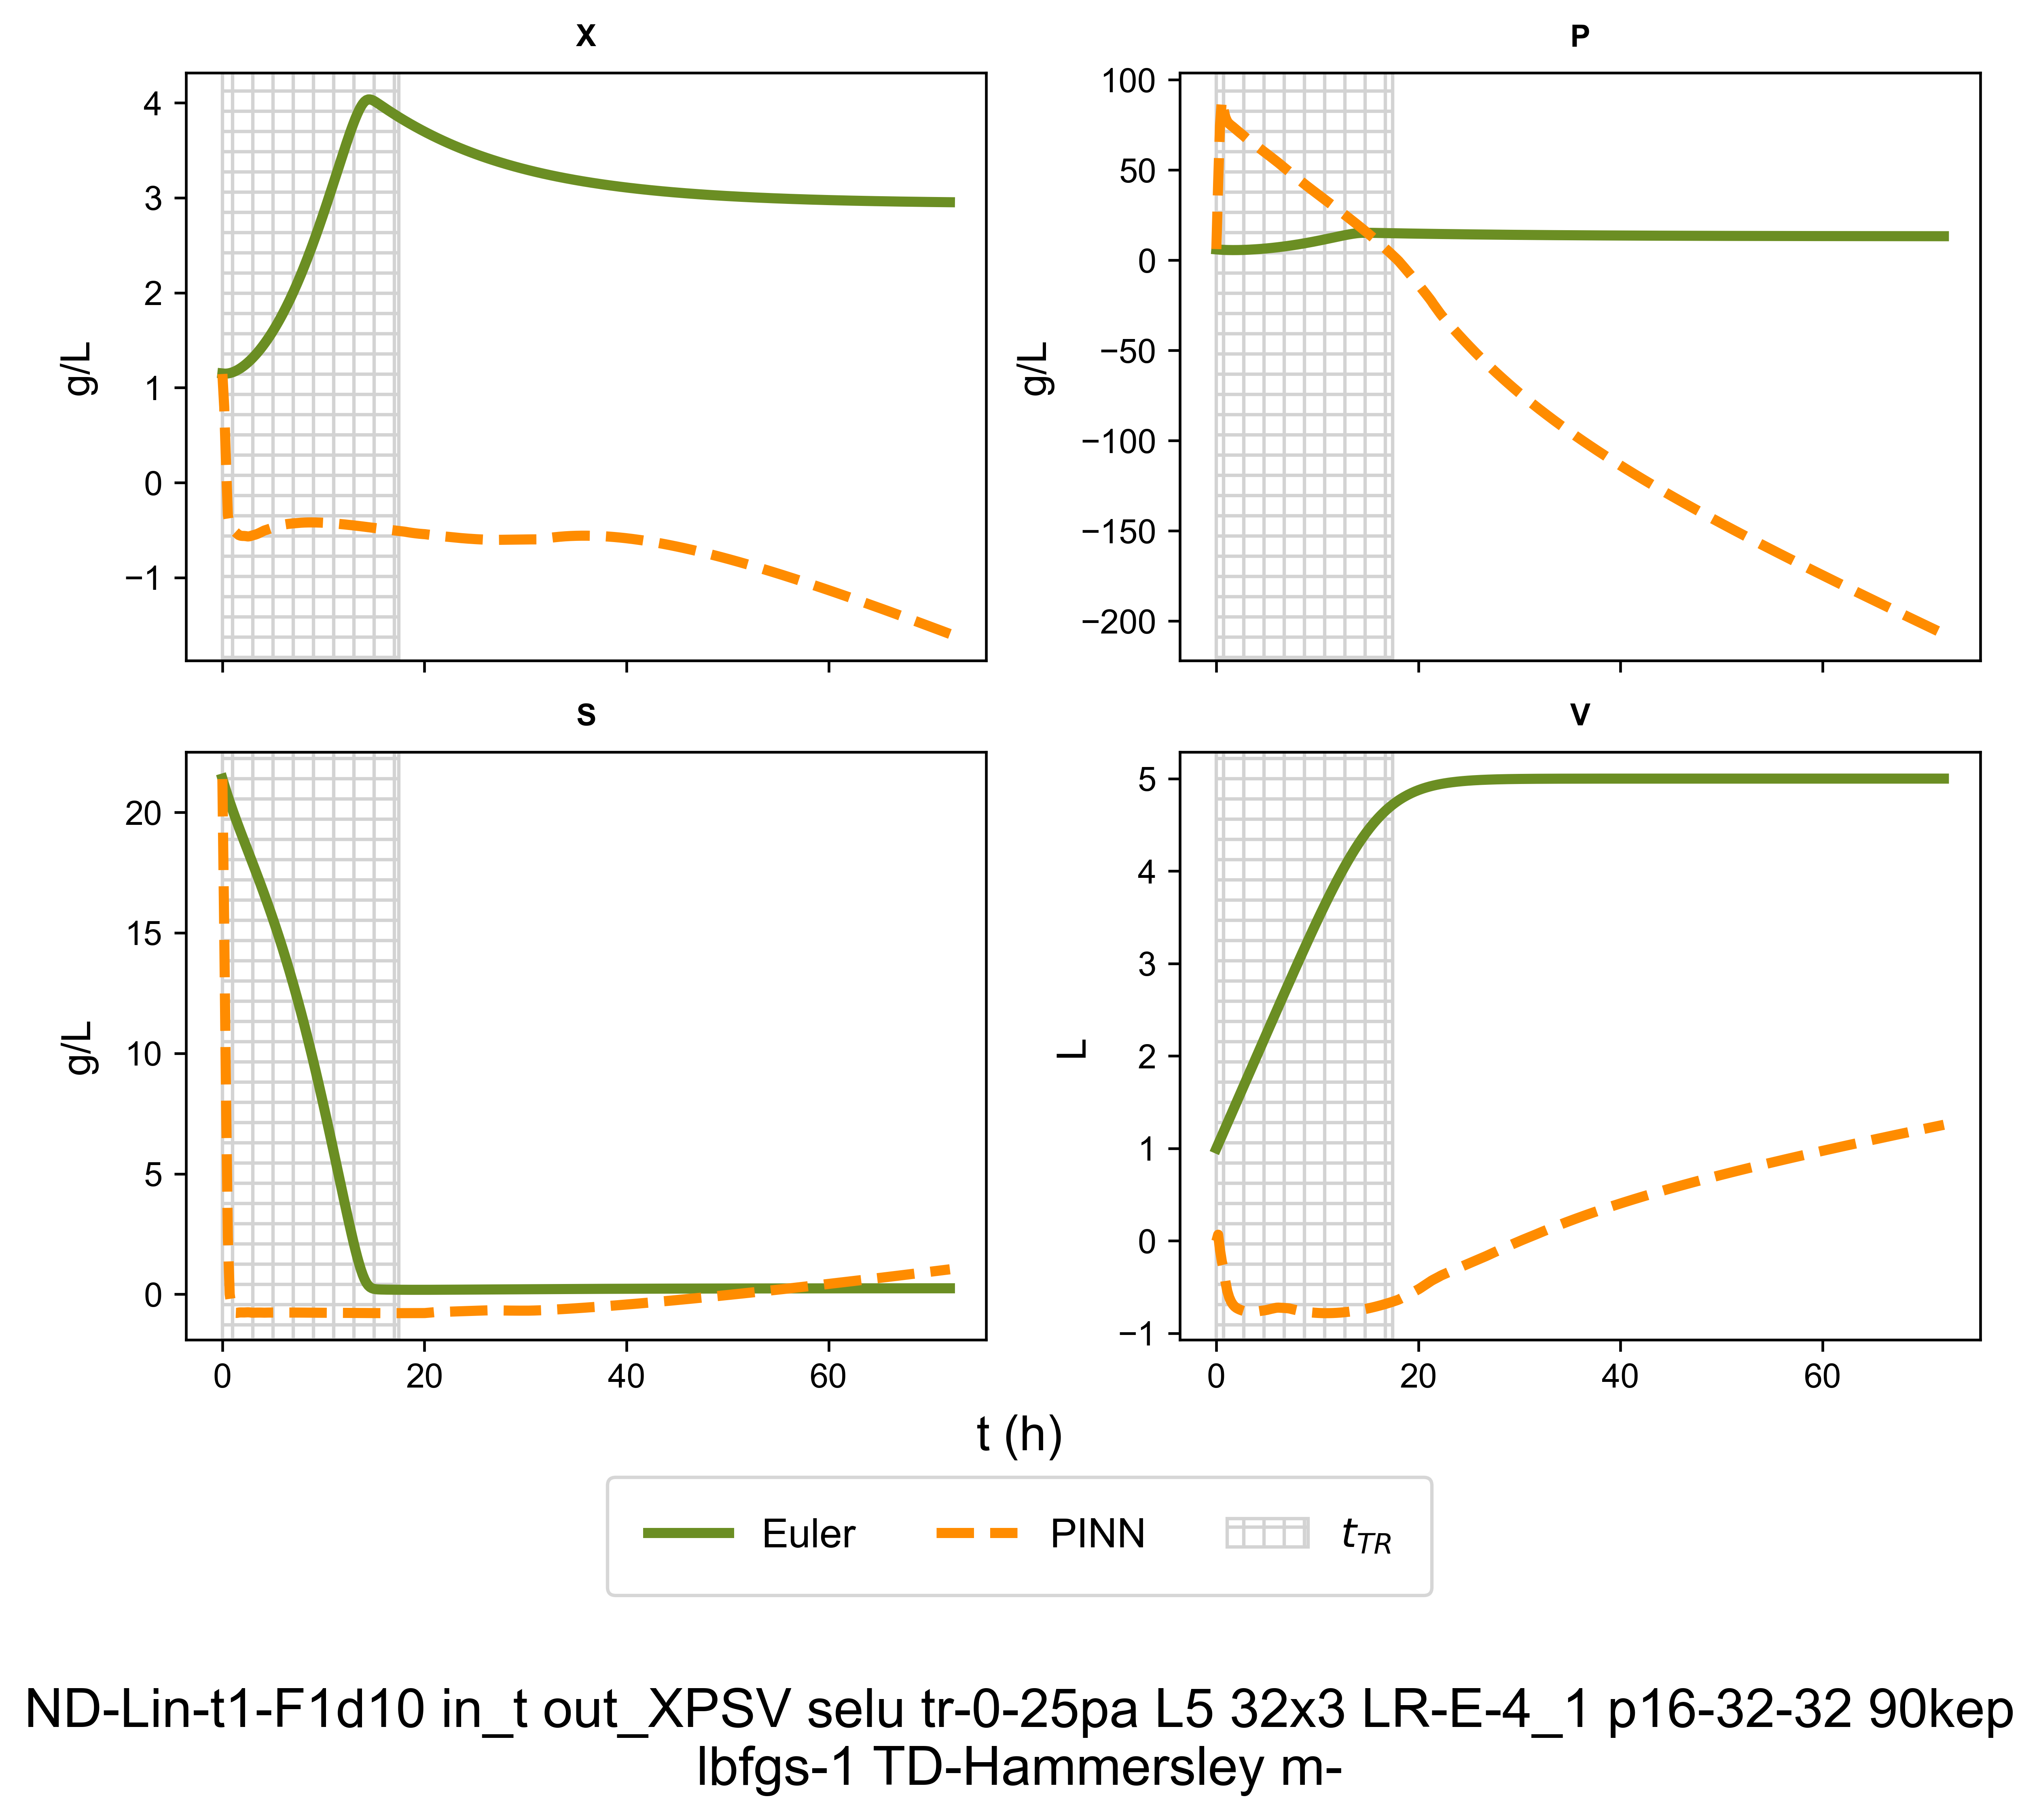 X
P
4
3
2
1
0
−1
g/L
100
50
0
−50
−100
−150
−200
g/L
S
V
20
15
10
5
0
g/L
0
20
40
60
5
4
3
2
1
0
−1
L
0
20
40
60
t (h)
Euler
PINN
t_TR
ND-Lin-t1-F1d10 in_t out_XPSV selu tr-0-25pa L5 32x3 LR-E-4_1 p16-32-32 90kep
lbfgs-1 TD-Hammersley m-